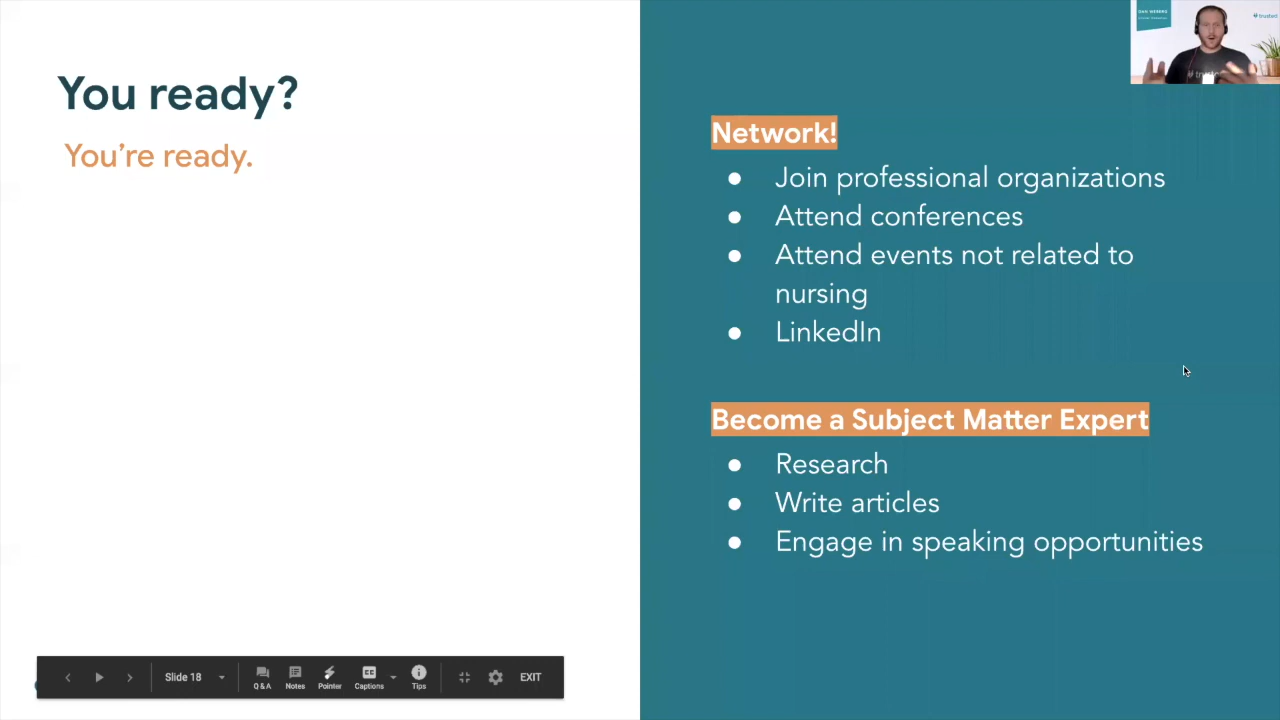 You ready?
You're ready.
Network!
● Join professional organizations
● Attend conferences
● Attend events not related to
nursing
● LinkedIn
Become a Subject Matter Expert
● Research
● Write articles
● Engage in speaking opportunities
trusted
Slide 18
Q & A
Notes
Pointer
Captions
Tips
EXIT